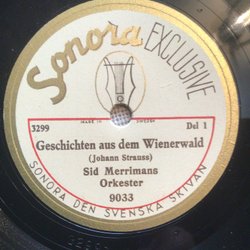 Sonora EXCLUSIVE
MADE IN SWEDEN
3299 Del 1
Geschichten aus dem Wienerwald
(Johann Strauss)
Sid Merrimans
Orkester
9033
SONORA DEN SVENSKA SKIVAN